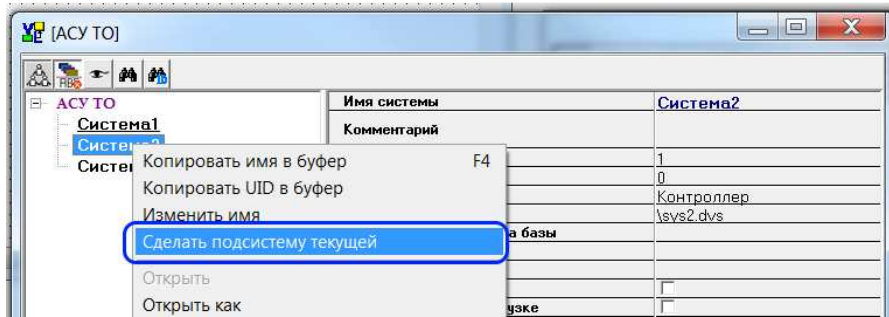 [АСУ ТО]
АСУ ТО
Система1
Система2
Имя системы
Система2
Комментарий
Копировать имя в буфер F4
1
Копировать UID в буфер
0
Контроллер
Изменить имя
\sys2.dvs
Сделать подсистему текущей
а базы
Открыть
Открыть как
узке